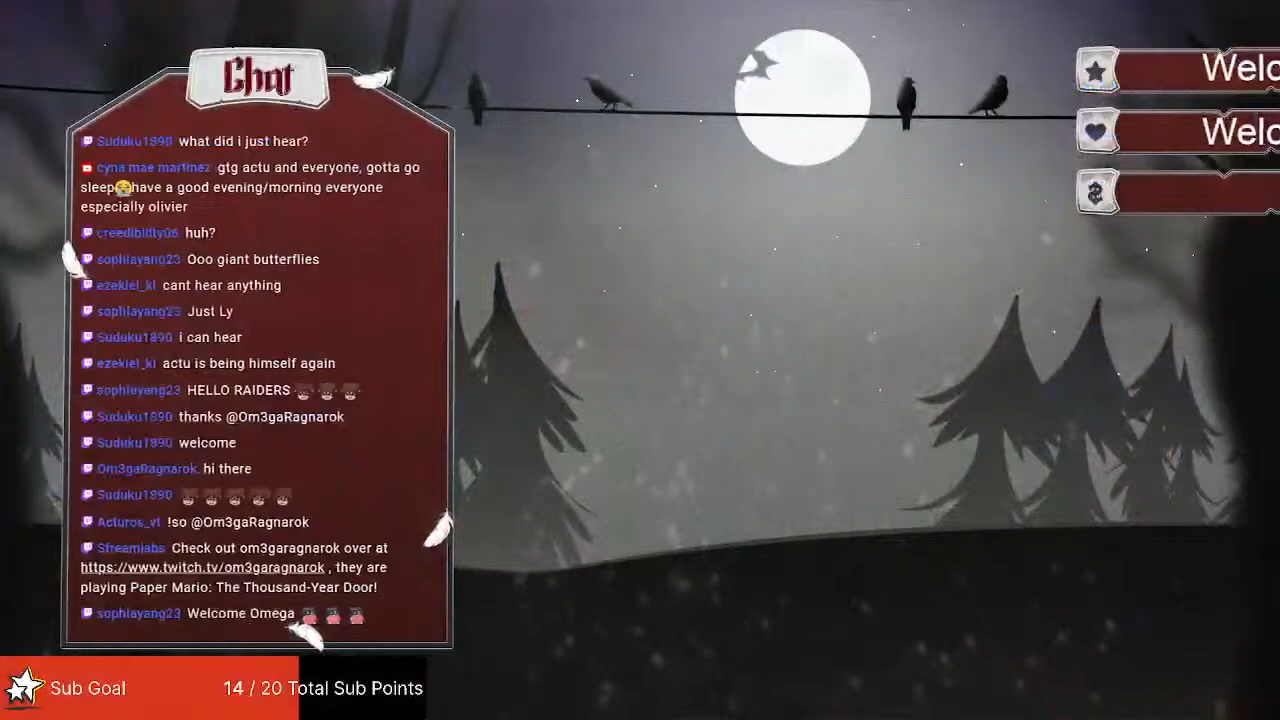 Chat
Suduku1890 what did i just hear?
cyna mae martinez gtg actu and everyone, gotta go
sleep😭have a good evening/morning everyone
especially olivier
creedibility06 huh?
sophiayang23 Ooo giant butterflies
ezekiel_ki cant hear anything
sophiayang23 Just Ly
Suduku1890 i can hear
ezekiel_ki actu is being himself again
sophiayang23 HELLO RAIDERS
Suduku1890 thanks @Om3gaRagnarok
Suduku1890 welcome
Om3gaRagnarok hi there
Suduku1890
Acturos_vt !so @Om3gaRagnarok
Streamlabs Check out om3garagnarok over at
https://www.twitch.tv/om3garagnarok , they are
playing Paper Mario: The Thousand-Year Door!
sophiayang23 Welcome Omega
Welc
Welc
Sub Goal 14 / 20 Total Sub Points